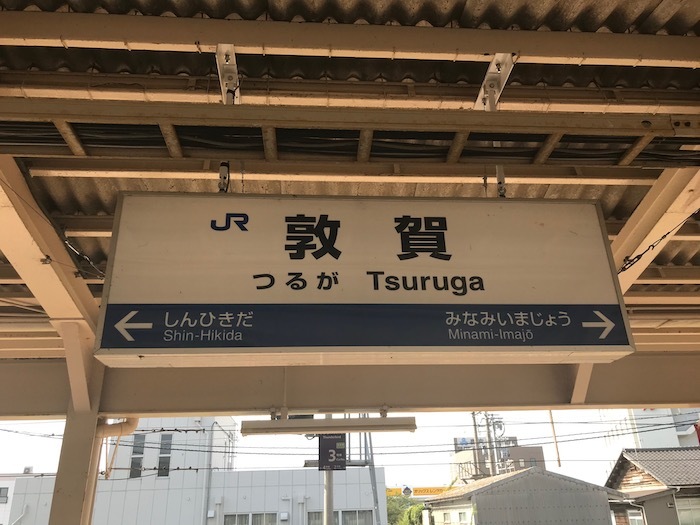 JR 敦賀
つるが Tsuruga
← しんひきだ
Shin-Hikida
みなみいまじょう →
Minami-Imajō
3